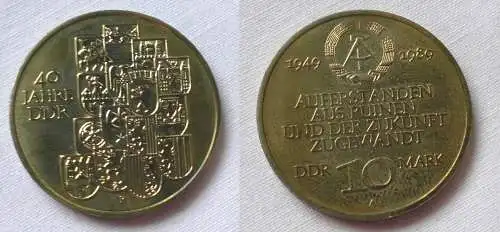 40
JAHRE
DDR
1949 1989
AUFERSTANDEN
AUS RUINEN
UND DER ZUKUNFT
ZUGEWANDT
DDR 10 MARK
A